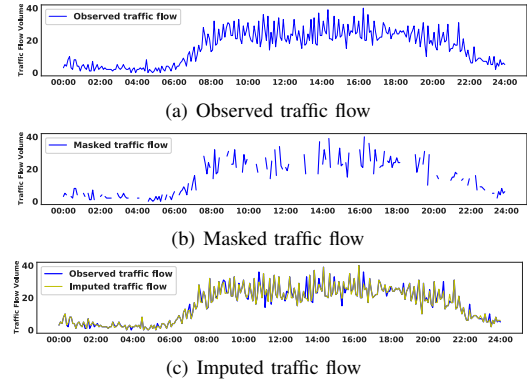 40
20
0
Traffic Flow Volume
Observed traffic flow
00:00 02:00 04:00 06:00 08:00 10:00 12:00 14:00 16:00 18:00 20:00 22:00 24:00
(a) Observed traffic flow
40
20
0
Traffic Flow Volume
Masked traffic flow
00:00 02:00 04:00 06:00 08:00 10:00 12:00 14:00 16:00 18:00 20:00 22:00 24:00
(b) Masked traffic flow
40
20
0
Traffic Flow Volume
Observed traffic flow
Imputed traffic flow
00:00 02:00 04:00 06:00 08:00 10:00 12:00 14:00 16:00 18:00 20:00 22:00 24:00
(c) Imputed traffic flow